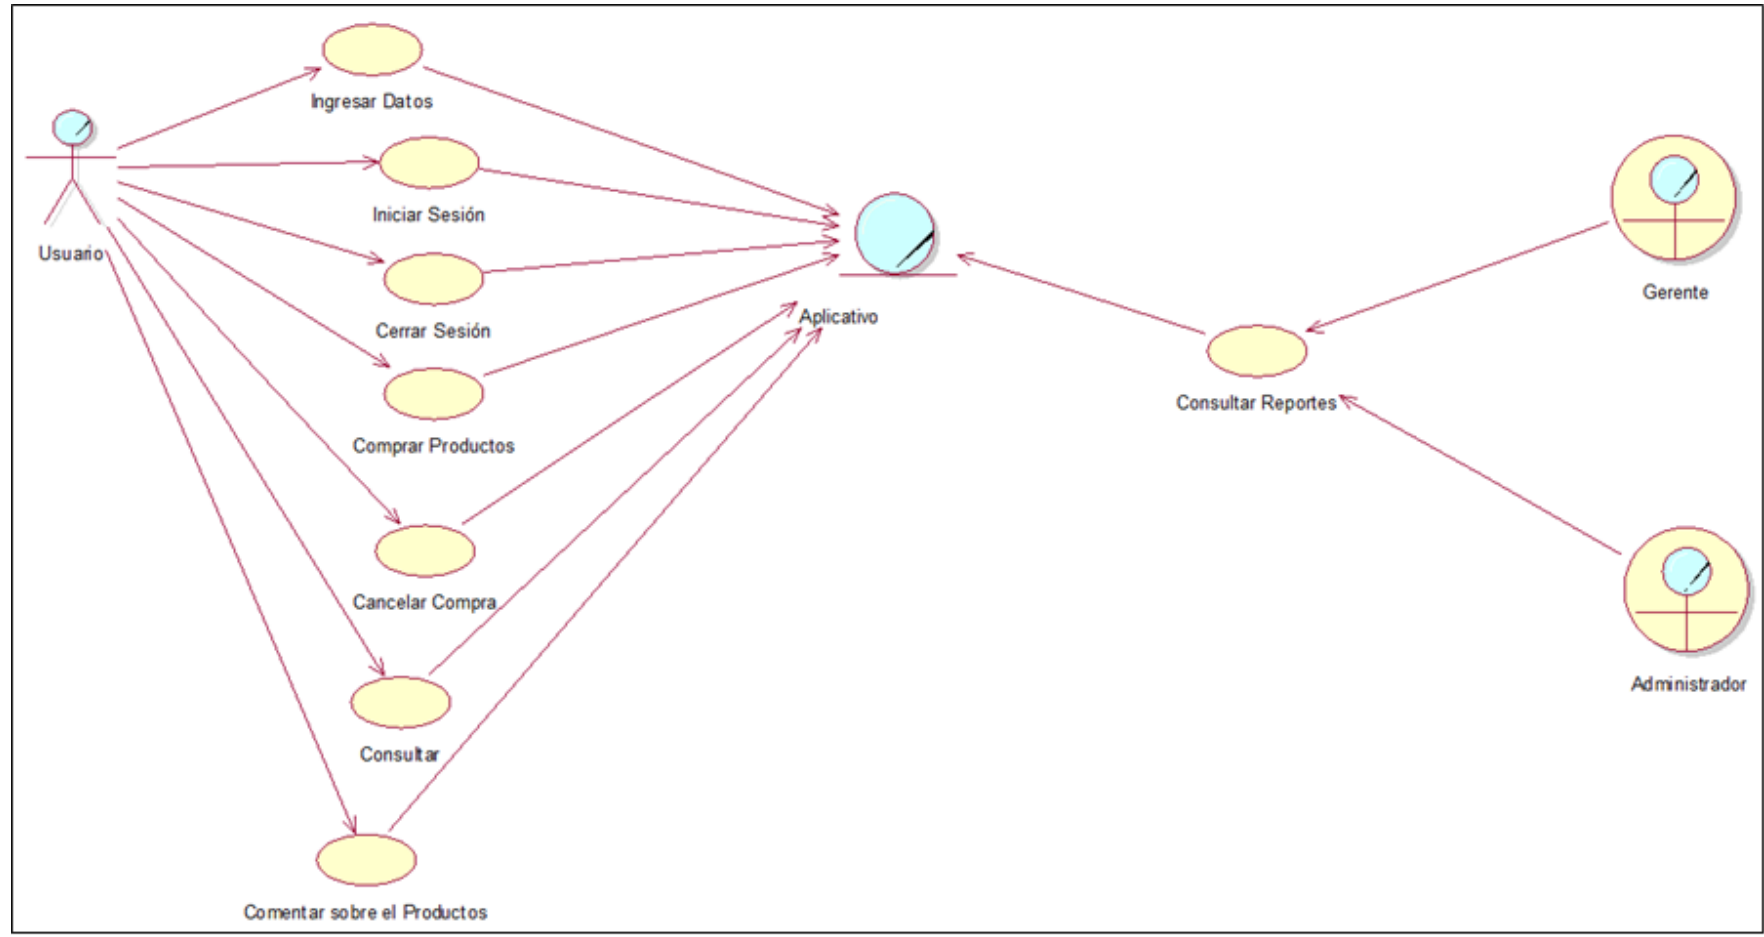 Ingresar Datos
Iniciar Sesión
Usuario
Cerrar Sesión
Comprar Productos
Cancelar Compra
Consultar
Comentar sobre el Productos
Aplicativo
Consultar Reportes
Gerente
Administrador